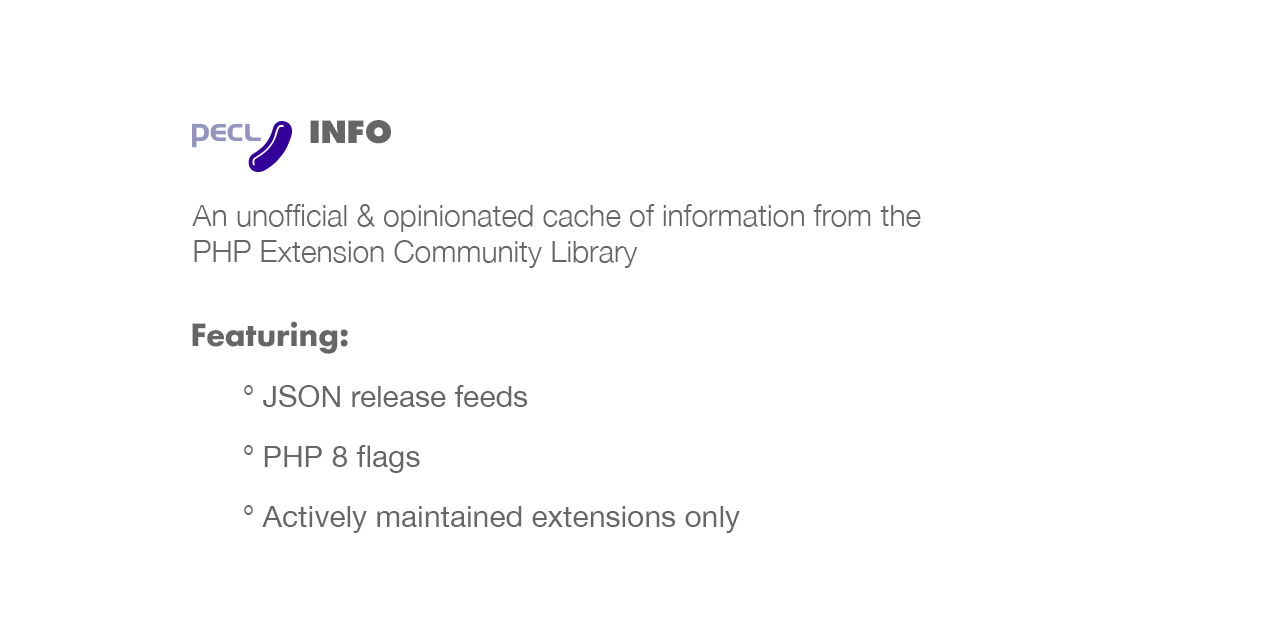 PECL INFO
An unofficial & opinionated cache of information from the
PHP Extension Community Library
Featuring:
° JSON release feeds
° PHP 8 flags
° Actively maintained extensions only